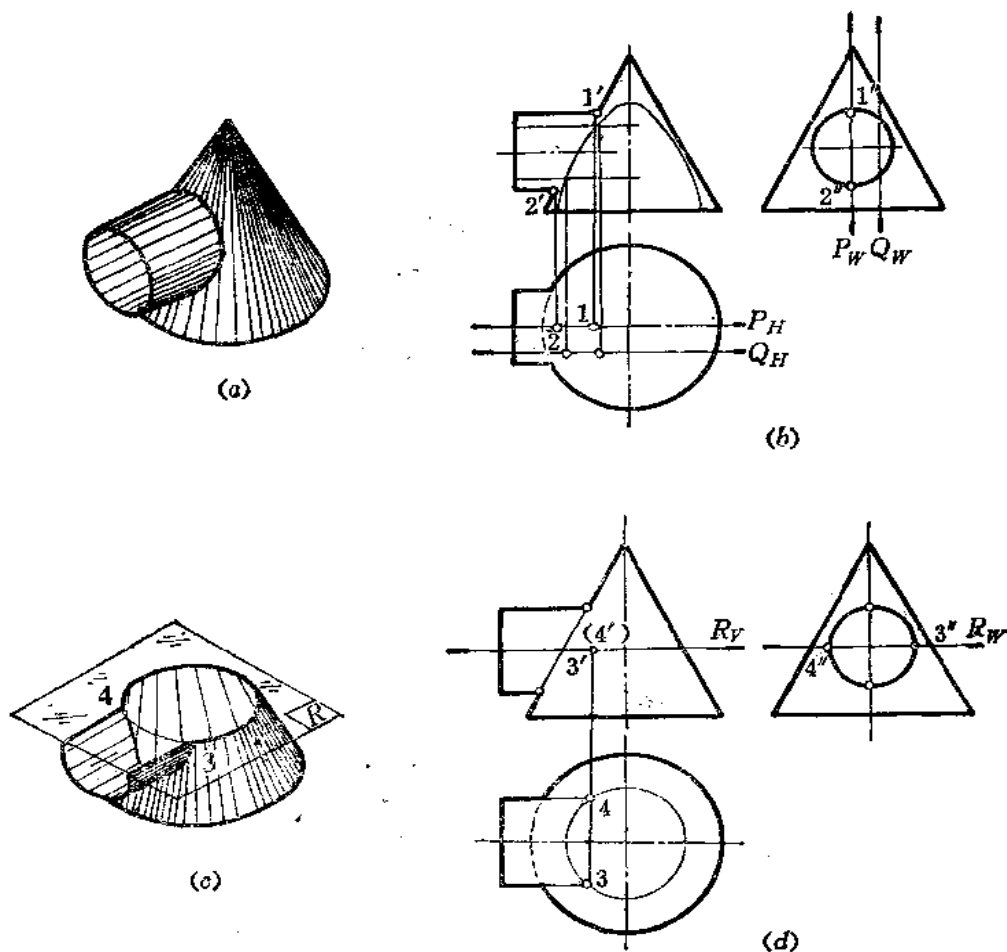 1′
1″
2′
2″
P_W Q_W
1
P_H
2
Q_H
(a)
(b)
(4′)
R_V
3″
R_W
3′
4″
4
R
3
4
3
(c)
(d)